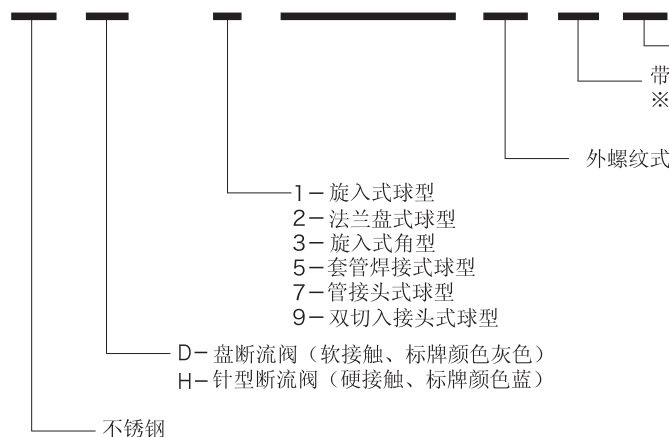 带
※
外螺纹式
1－旋入式球型
2－法兰盘式球型
3－旋入式角型
5－套管焊接式球型
7－管接头式球型
9－双切入接头式球型
D－盘断流阀（软接触、标牌颜色灰色）
H－针型断流阀（硬接触、标牌颜色蓝）
不锈钢